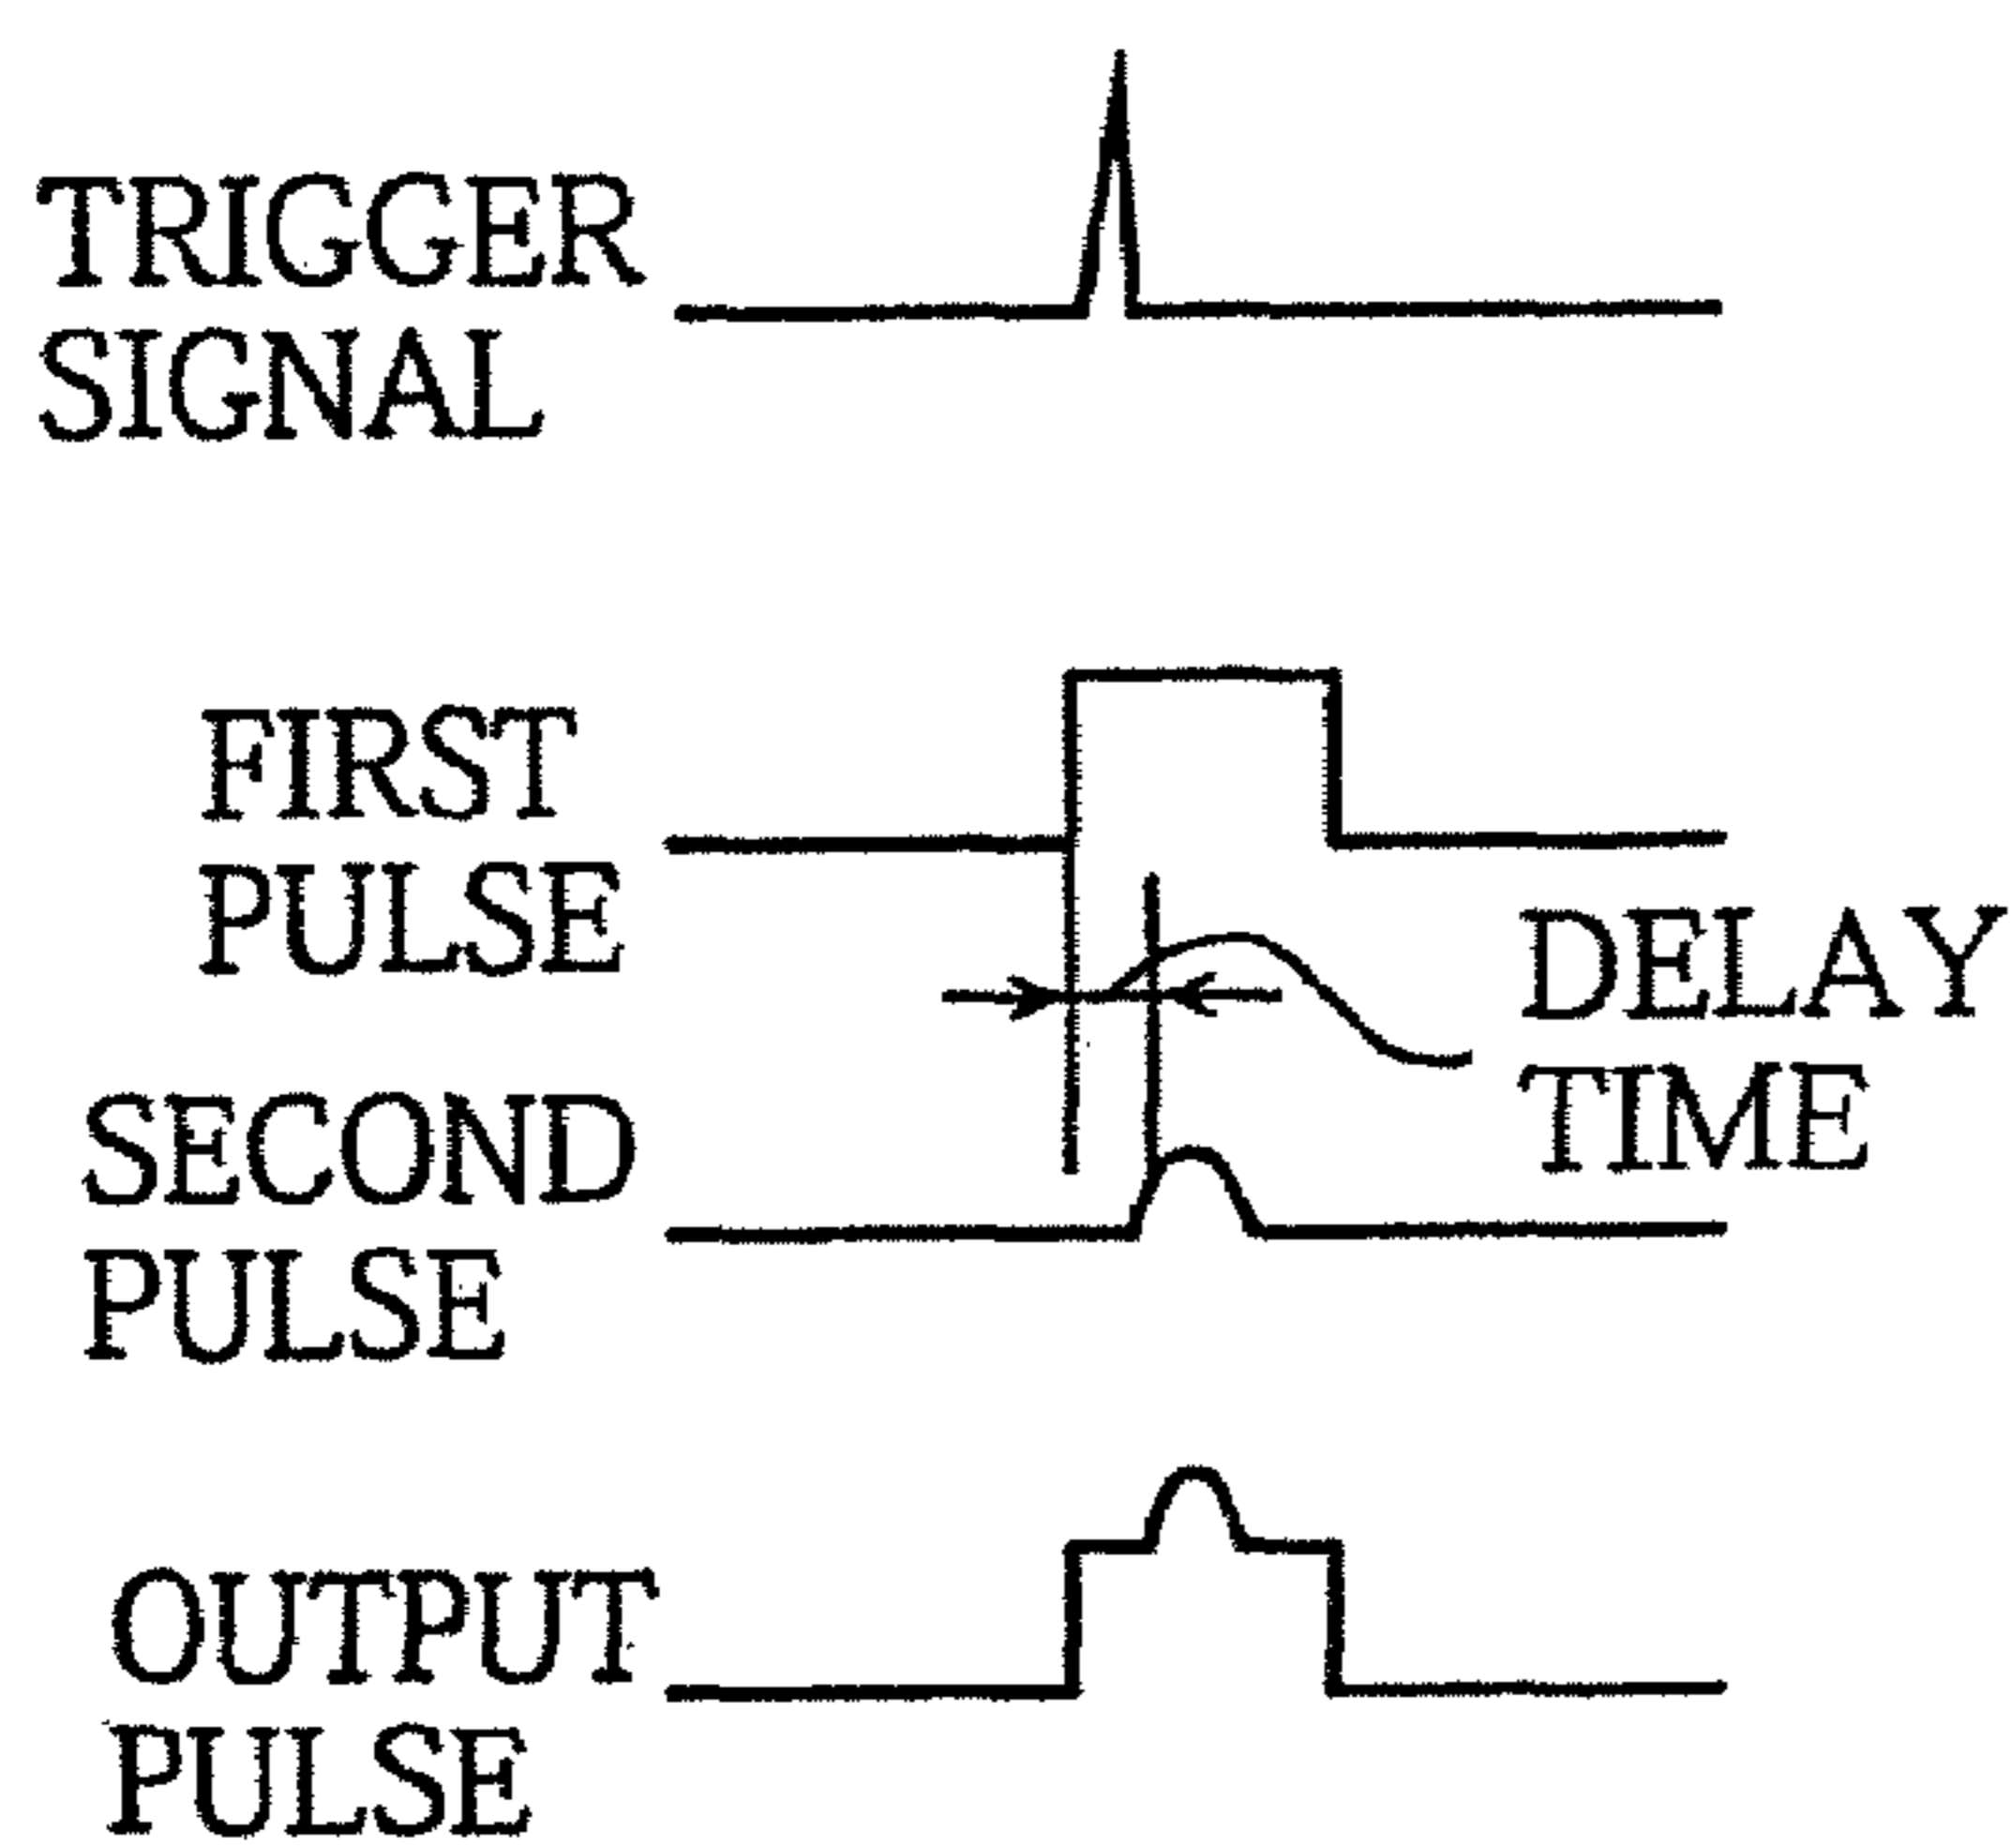 TRIGGER
SIGNAL
FIRST
PULSE
DELAY
TIME
SECOND
PULSE
OUTPUT
PULSE